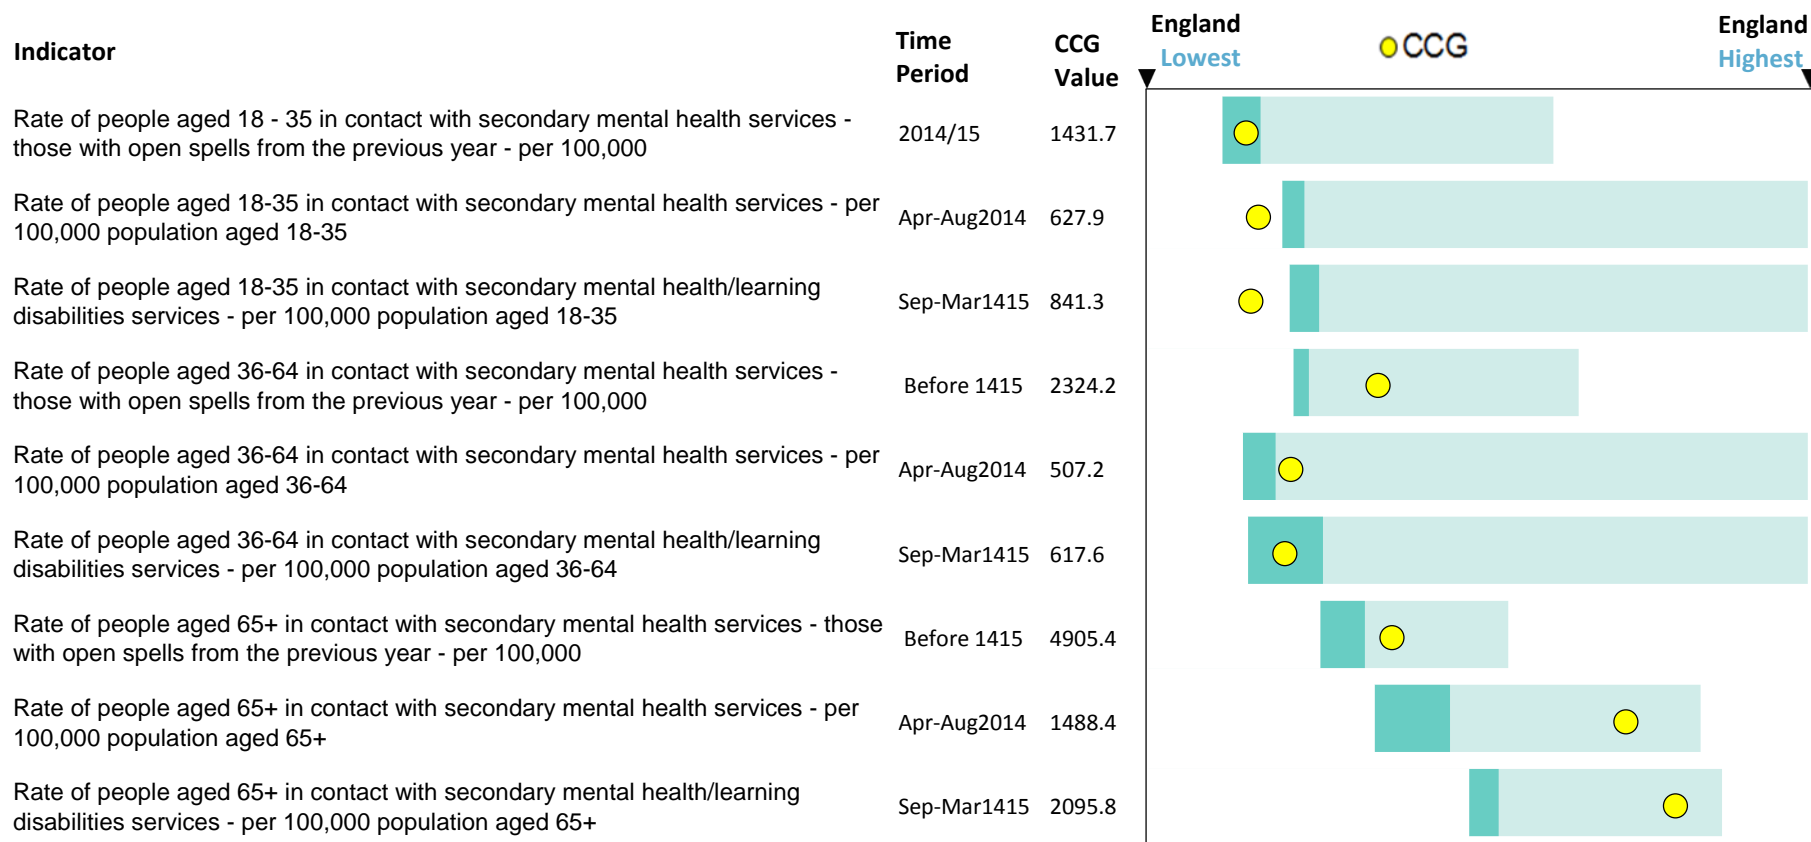 Indicator
Time
Period
CCG
Value
England
Lowest
CCG
England
Highest
Rate of people aged 18 - 35 in contact with secondary mental health services -
those with open spells from the previous year - per 100,000
2014/15
1431.7
Rate of people aged 18-35 in contact with secondary mental health services - per
100,000 population aged 18-35
Apr-Aug2014
627.9
Rate of people aged 18-35 in contact with secondary mental health/learning
disabilities services - per 100,000 population aged 18-35
Sep-Mar1415
841.3
Rate of people aged 36-64 in contact with secondary mental health services -
those with open spells from the previous year - per 100,000
Before 1415
2324.2
Rate of people aged 36-64 in contact with secondary mental health services - per
100,000 population aged 36-64
Apr-Aug2014
507.2
Rate of people aged 36-64 in contact with secondary mental health/learning
disabilities services - per 100,000 population aged 36-64
Sep-Mar1415
617.6
Rate of people aged 65+ in contact with secondary mental health services - those
with open spells from the previous year - per 100,000
Before 1415
4905.4
Rate of people aged 65+ in contact with secondary mental health services - per
100,000 population aged 65+
Apr-Aug2014
1488.4
Rate of people aged 65+ in contact with secondary mental health/learning
disabilities services - per 100,000 population aged 65+
Sep-Mar1415
2095.8